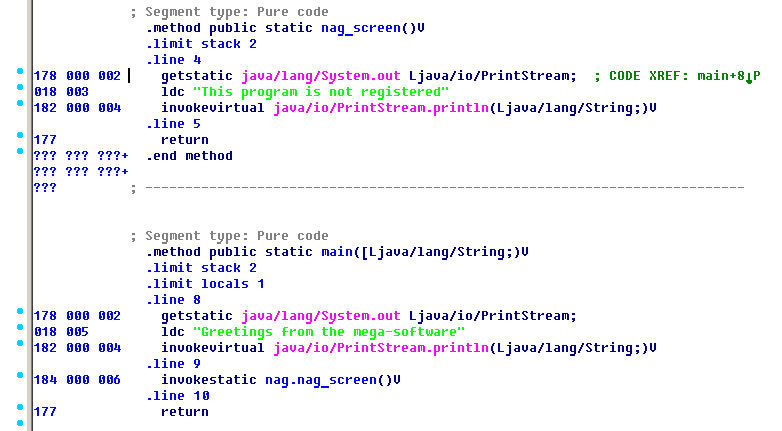 ; Segment type: Pure code
.method public static nag_screen()V
.limit stack 2
.line 4
178 000 002 getstatic java/lang/System.out Ljava/io/PrintStream; ; CODE XREF: main+8↓P
018 003 ldc "This program is not registered"
182 000 004 invokevirtual java/io/PrintStream.println(Ljava/lang/String;)V
.line 5
177 return
??? ??? ???+ .end method
??? ??? ???+
??? ; ---------------------------------------------------------------------------
; Segment type: Pure code
.method public static main([Ljava/lang/String;)V
.limit stack 2
.limit locals 1
.line 8
178 000 002 getstatic java/lang/System.out Ljava/io/PrintStream;
018 005 ldc "Greetings from the mega-software"
182 000 004 invokevirtual java/io/PrintStream.println(Ljava/lang/String;)V
.line 9
184 000 006 invokestatic nag.nag_screen()V
.line 10
177 return